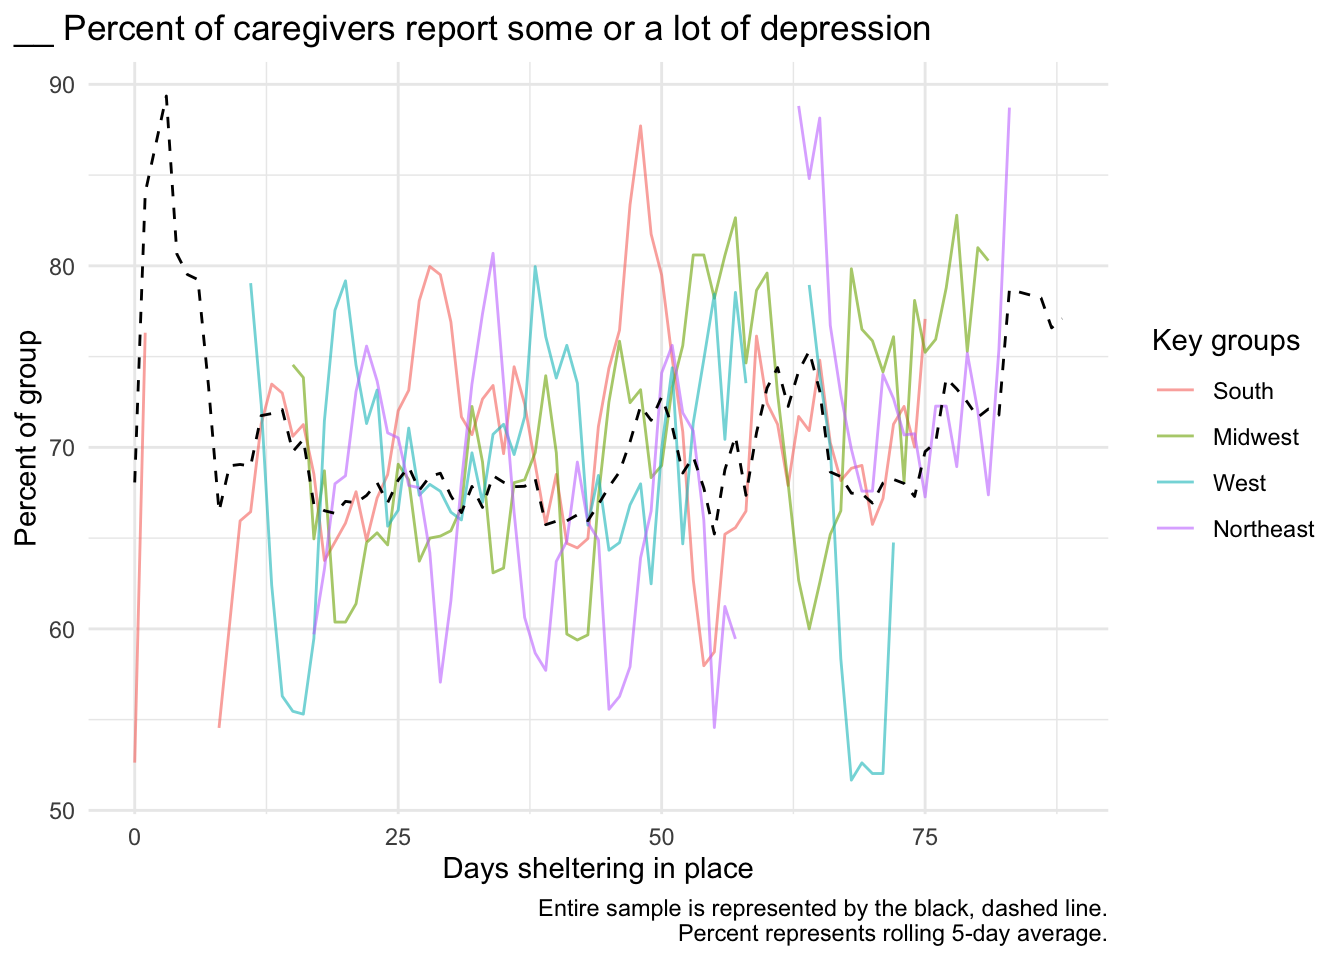 __ Percent of caregivers report some or a lot of depression
Percent of group
90
80
70
60
50
0 25 50 75
Days sheltering in place
Key groups
South
Midwest
West
Northeast
Entire sample is represented by the black, dashed line.
Percent represents rolling 5-day average.